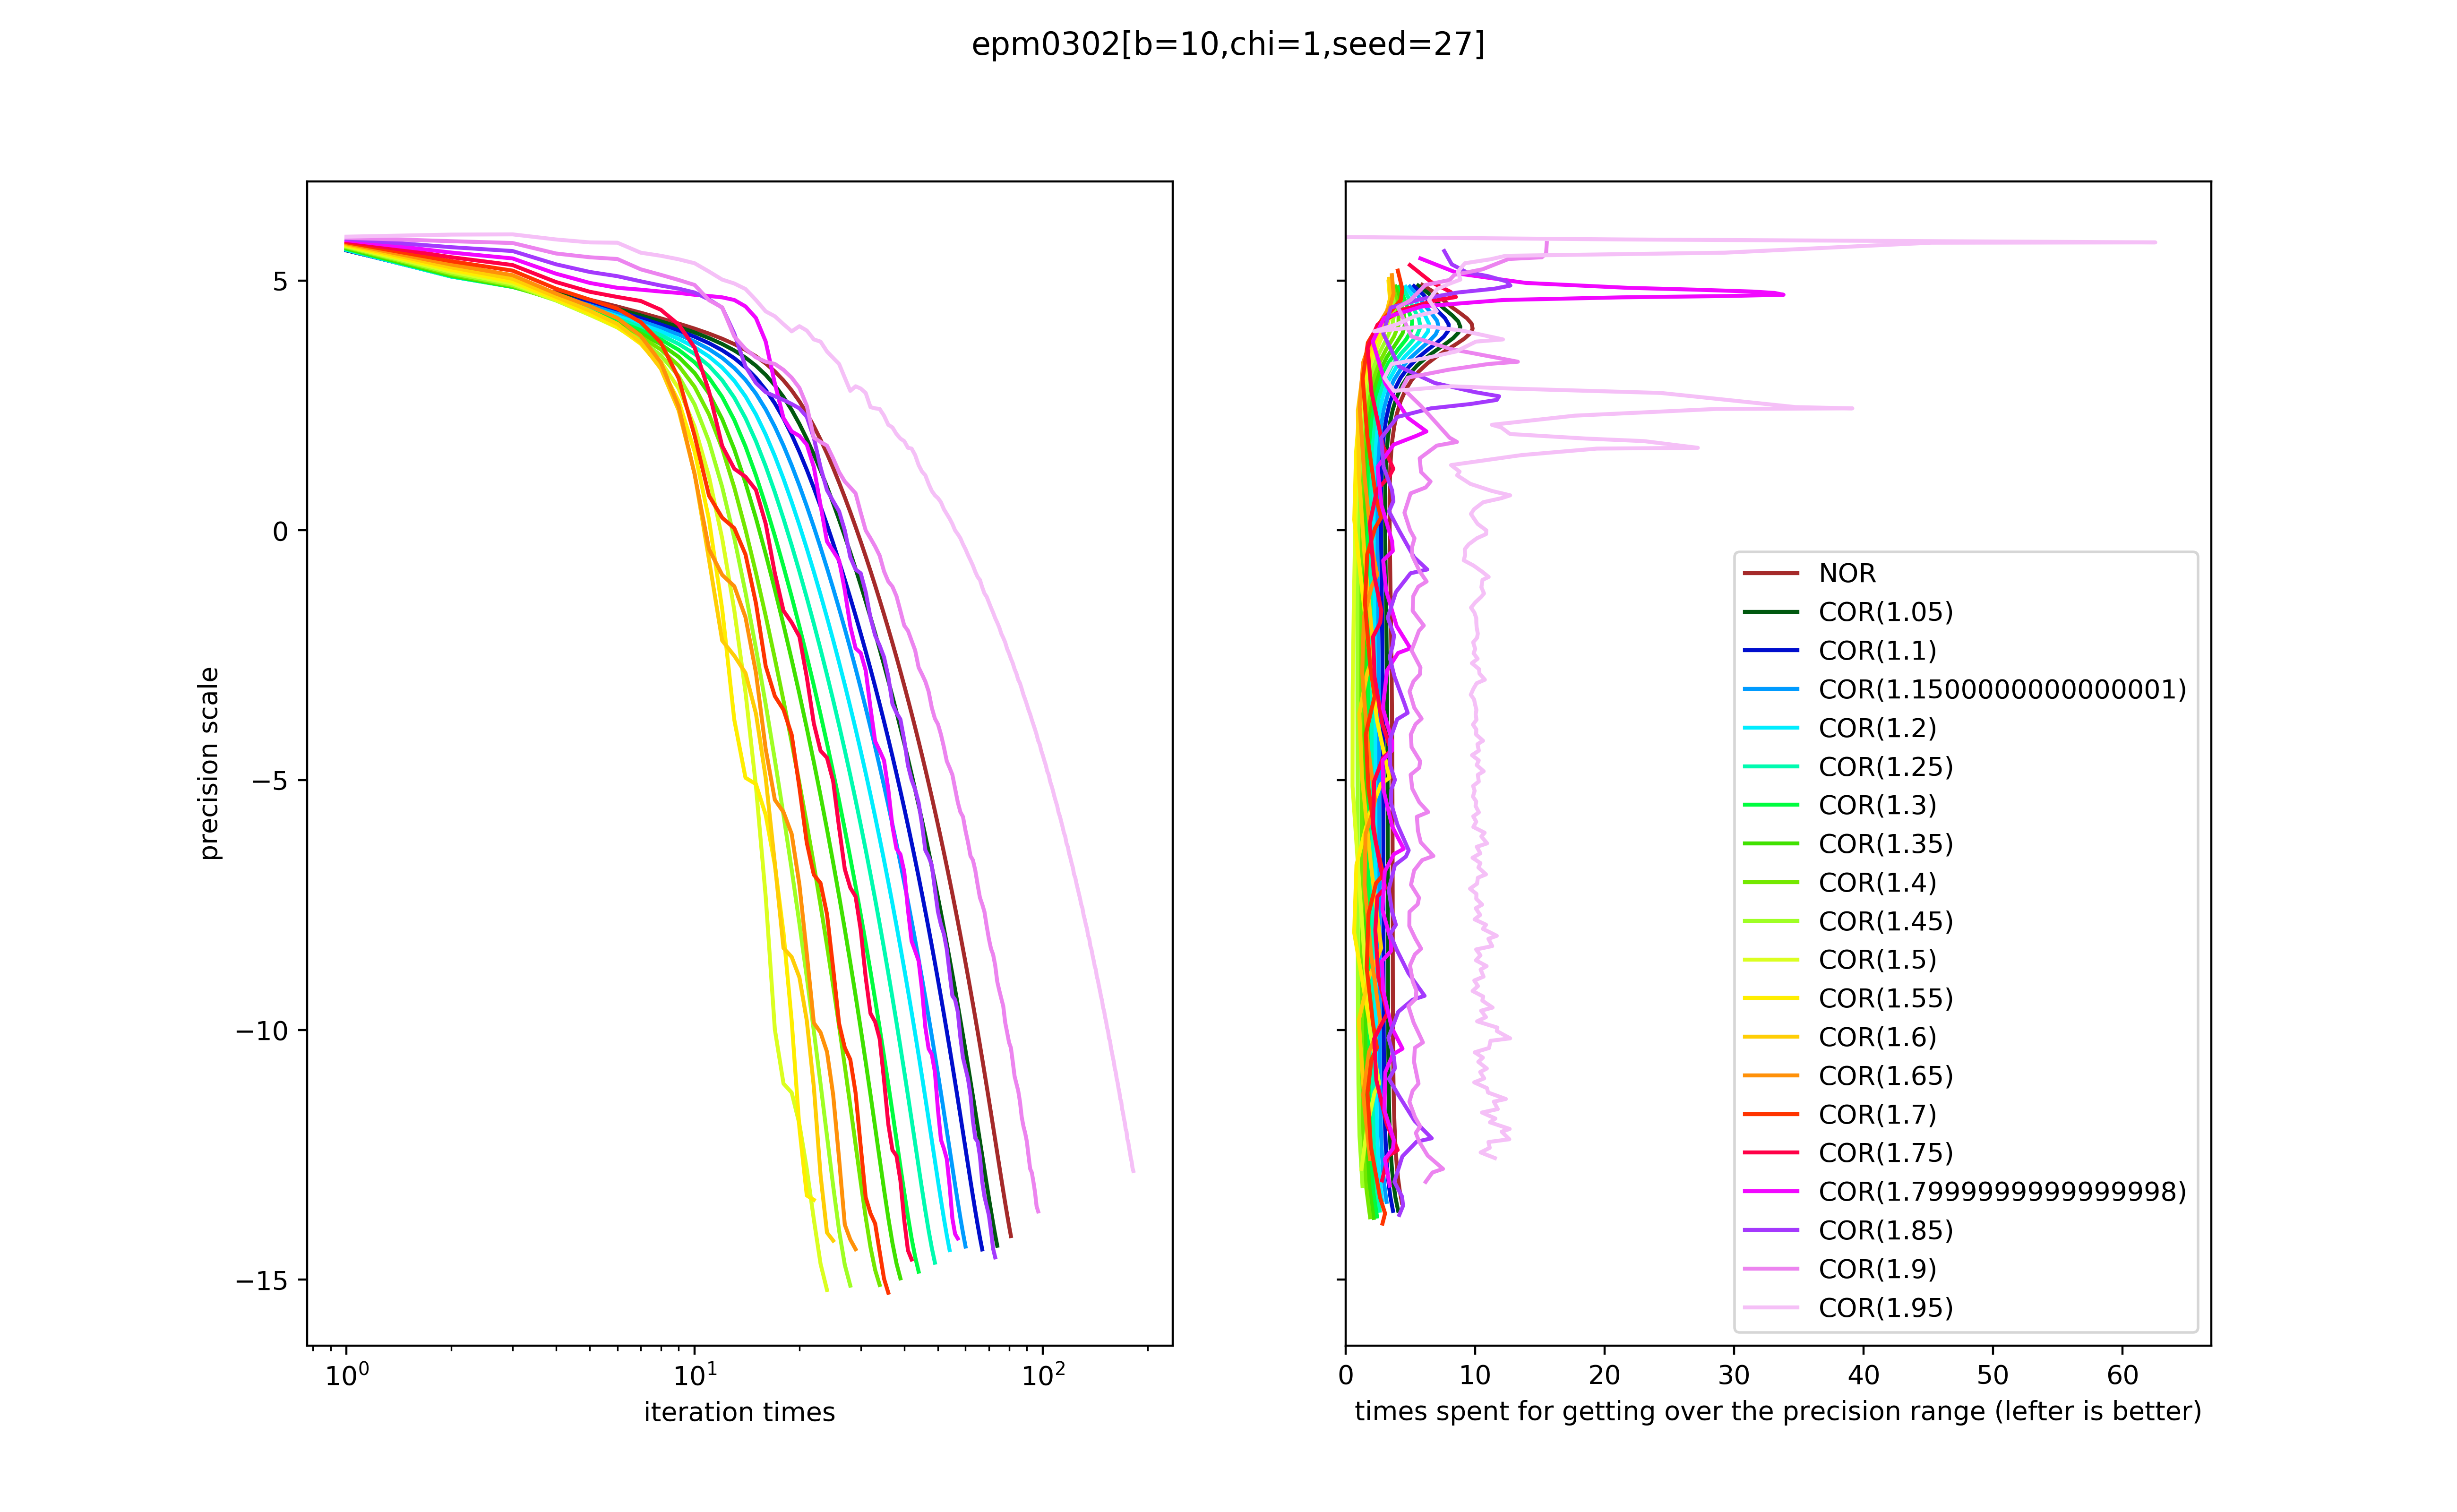 epm0302[b=10,chi=1,seed=27]
precision scale
5
0
−5
−10
−15
10⁰
10¹
10²
iteration times
0
10
20
30
40
50
60
times spent for getting over the precision range (lefter is better)
NOR
COR(1.05)
COR(1.1)
COR(1.1500000000000001)
COR(1.2)
COR(1.25)
COR(1.3)
COR(1.35)
COR(1.4)
COR(1.45)
COR(1.5)
COR(1.55)
COR(1.6)
COR(1.65)
COR(1.7)
COR(1.75)
COR(1.7999999999999998)
COR(1.85)
COR(1.9)
COR(1.95)